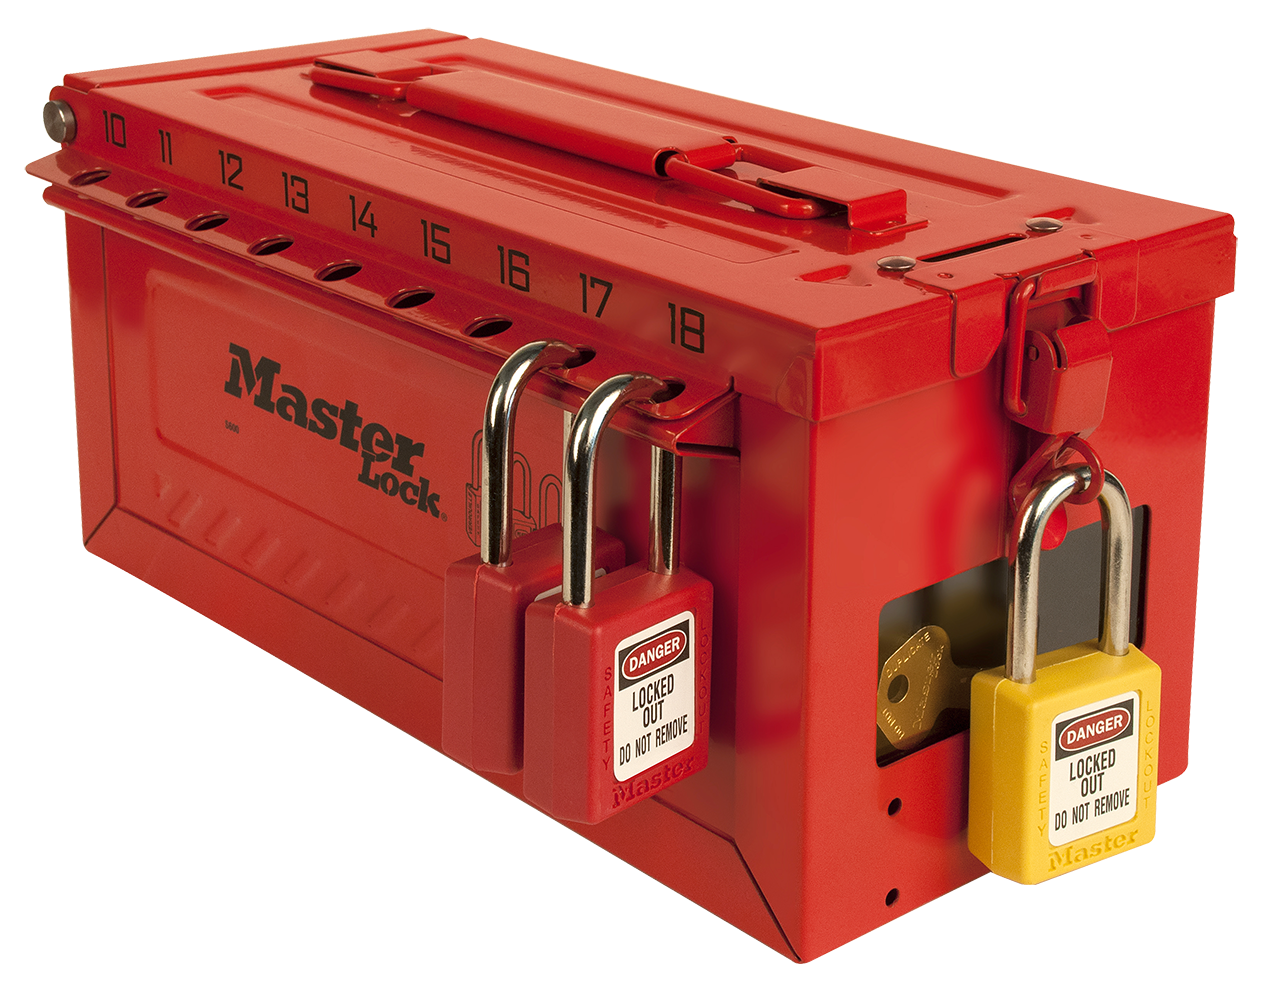 10 11 12 13 14 15 16 17 18
Master
Lock®
DANGER
LOCKED
OUT
DO NOT REMOVE
SAFETY
LOCKOUT
Master
DUPLICATE
DANGER
LOCKED
OUT
DO NOT REMOVE
SAFETY
LOCKOUT
Master